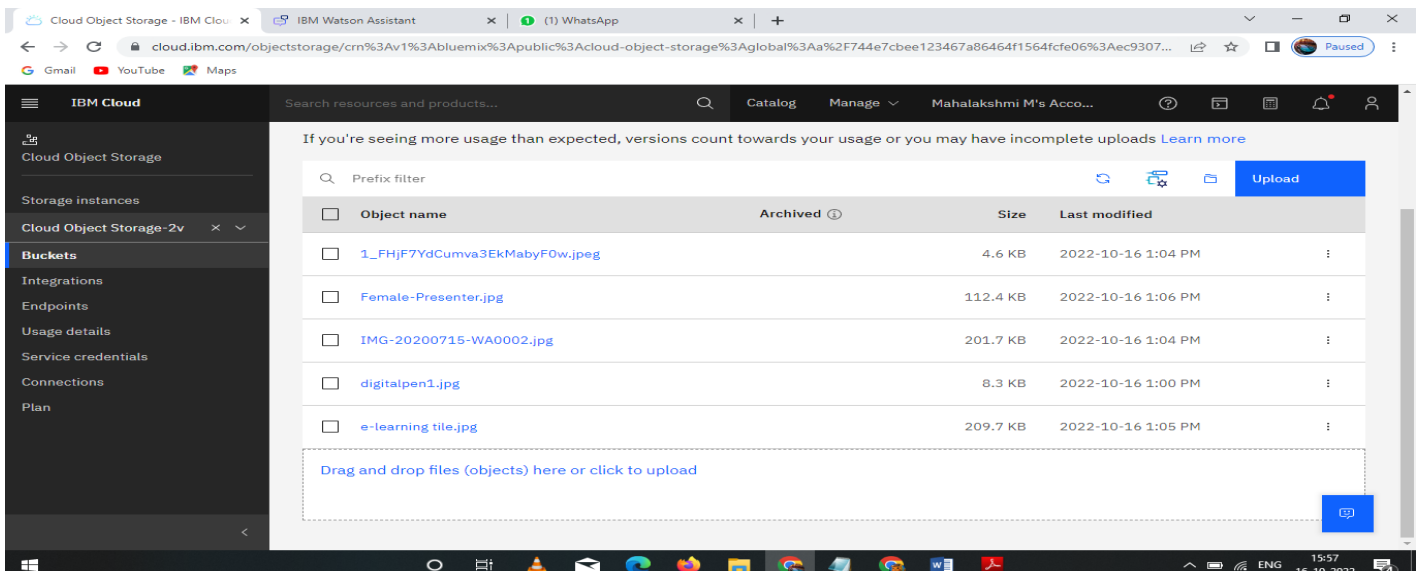 Cloud Object Storage - IBM Clou
IBM Watson Assistant
(1) WhatsApp
cloud.ibm.com/objectstorage/crn%3Av1%3Abluemix%3Apublic%3Acloud-object-storage%3Aglobal%3Aa%2F744e7cbee123467a86464f1564fcfe06%3Aec9307...
Paused
Gmail YouTube Maps
IBM Cloud
Search resources and products...
Catalog
Manage
Mahalakshmi M's Acco...
Cloud Object Storage
Storage instances
Cloud Object Storage-2v
Buckets
Integrations
Endpoints
Usage details
Service credentials
Connections
Plan
If you're seeing more usage than expected, versions count towards your usage or you may have incomplete uploads Learn more
Prefix filter
Upload
Object name Archived Size Last modified
1_FHjF7YdCumva3EkMabyF0w.jpeg 4.6 KB 2022-10-16 1:04 PM
Female-Presenter.jpg 112.4 KB 2022-10-16 1:06 PM
IMG-20200715-WA0002.jpg 201.7 KB 2022-10-16 1:04 PM
digitalpen1.jpg 8.3 KB 2022-10-16 1:00 PM
e-learning tile.jpg 209.7 KB 2022-10-16 1:05 PM
Drag and drop files (objects) here or click to upload
ENG
15:57
16-10-2022